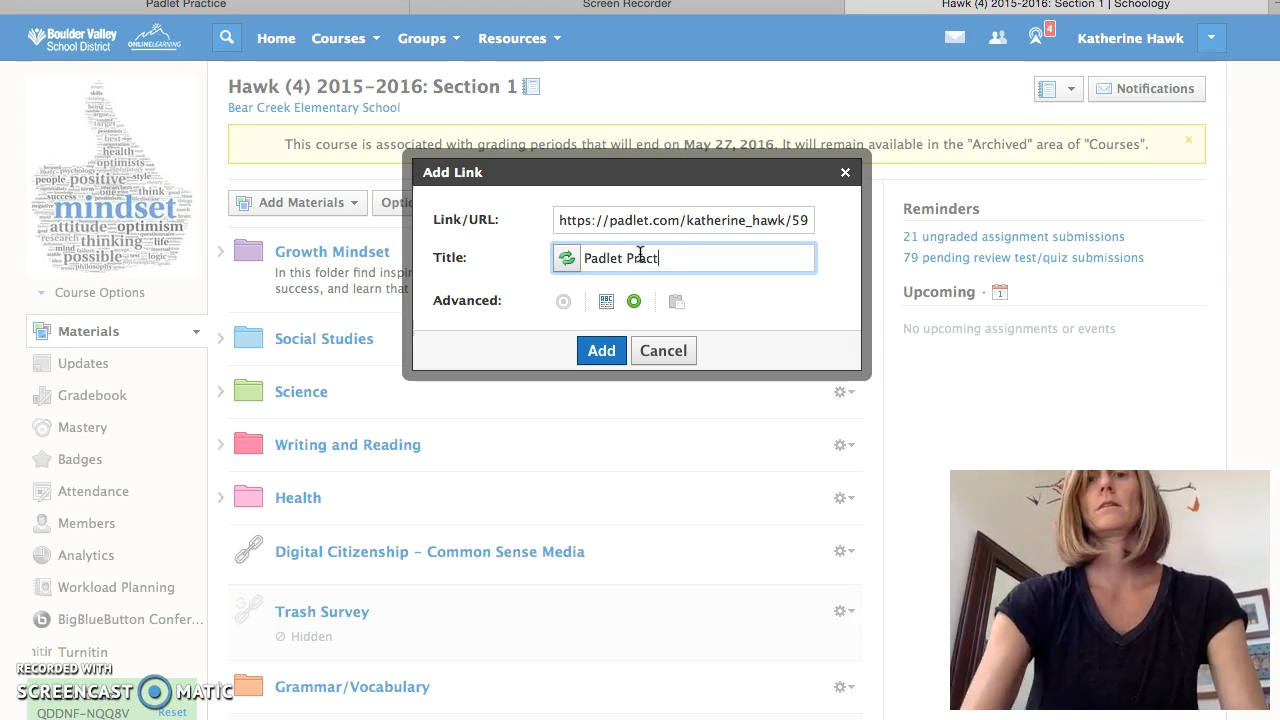 Padlet Practice
Screen Recorder
Hawk (4) 2015-2016: Section 1 | Schoology
Boulder Valley
School District
ONLINELEARNING
Home
Courses
Groups
Resources
4
Katherine Hawk
Hawk (4) 2015-2016: Section 1
Bear Creek Elementary School
Notifications
This course is associated with grading periods that will end on May 27, 2016. It will remain available in the "Archived" area of "Courses".
mindset
positive
attitude optimism
thinking
Course Options
Materials
Updates
Gradebook
Mastery
Badges
Attendance
Members
Analytics
Workload Planning
BigBlueButton Confer...
Turnitin
RECORDED WITH
SCREENCAST MATIC
QDDNF-NQQ8V
Reset
Add Materials
Optio
Growth Mindset
In this folder find inspir
success, and learn that
Social Studies
Science
Writing and Reading
Health
Digital Citizenship - Common Sense Media
Trash Survey
Hidden
Grammar/Vocabulary
Add Link
Link/URL:
https://padlet.com/katherine_hawk/59
Title:
Padlet Pract
Advanced:
Add
Cancel
Reminders
21 ungraded assignment submissions
79 pending review test/quiz submissions
Upcoming
1
No upcoming assignments or events